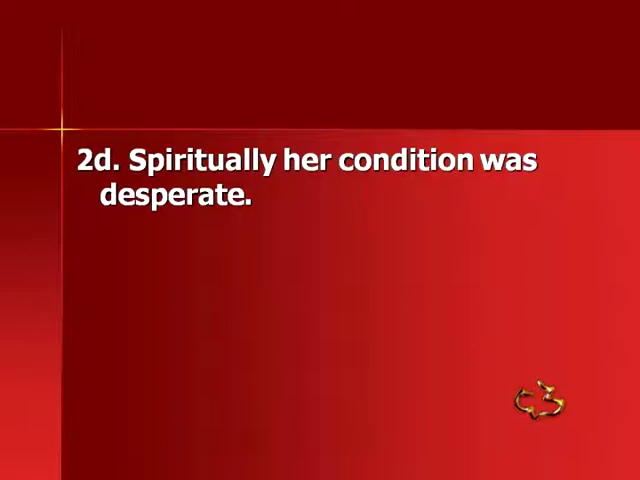 2d. Spiritually her condition was
desperate.